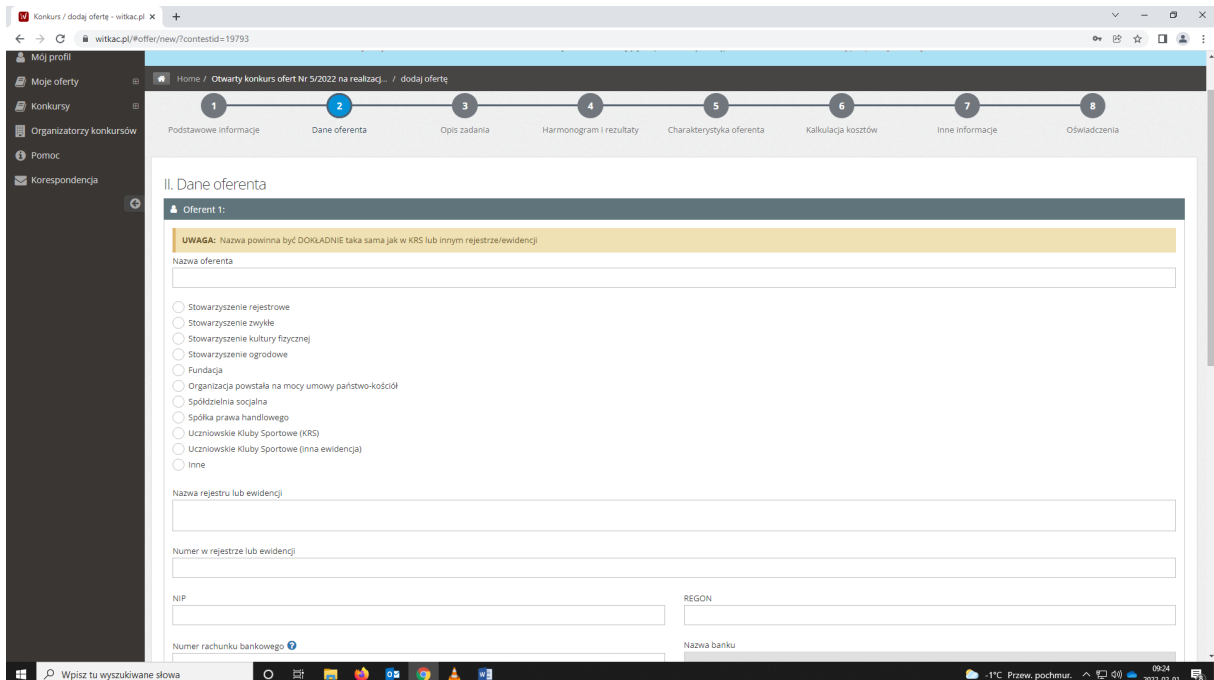 Konkurs / dodaj ofertę - witkac.pl
witkac.pl/#offer/new/?contestid=19793
Mój profil
Moje oferty
Konkursy
Organizatorzy konkursów
Pomoc
Korespondencja
Home / Otwarty konkurs ofert Nr 5/2022 na realizacj... / dodaj ofertę
1 2 3 4 5 6 7 8
Podstawowe informacje Dane oferenta Opis zadania Harmonogram i rezultaty Charakterystyka oferenta Kalkulacja kosztów Inne informacje Oświadczenia
II. Dane oferenta
Oferent 1:
UWAGA: Nazwa powinna być DOKŁADNIE taka sama jak w KRS lub innym rejestrze/ewidencji
Nazwa oferenta
Stowarzyszenie rejestrowe
Stowarzyszenie zwykłe
Stowarzyszenie kultury fizycznej
Stowarzyszenie ogrodowe
Fundacja
Organizacja powstała na mocy umowy państwo-kościół
Spółdzielnia socjalna
Spółka prawa handlowego
Uczniowskie Kluby Sportowe (KRS)
Uczniowskie Kluby Sportowe (inna ewidencja)
Inne
Nazwa rejestru lub ewidencji
Numer w rejestrze lub ewidencji
NIP REGON
Numer rachunku bankowego Nazwa banku
Wpisz tu wyszukiwane słowa
-1°C Przew. pochmur.
09:24